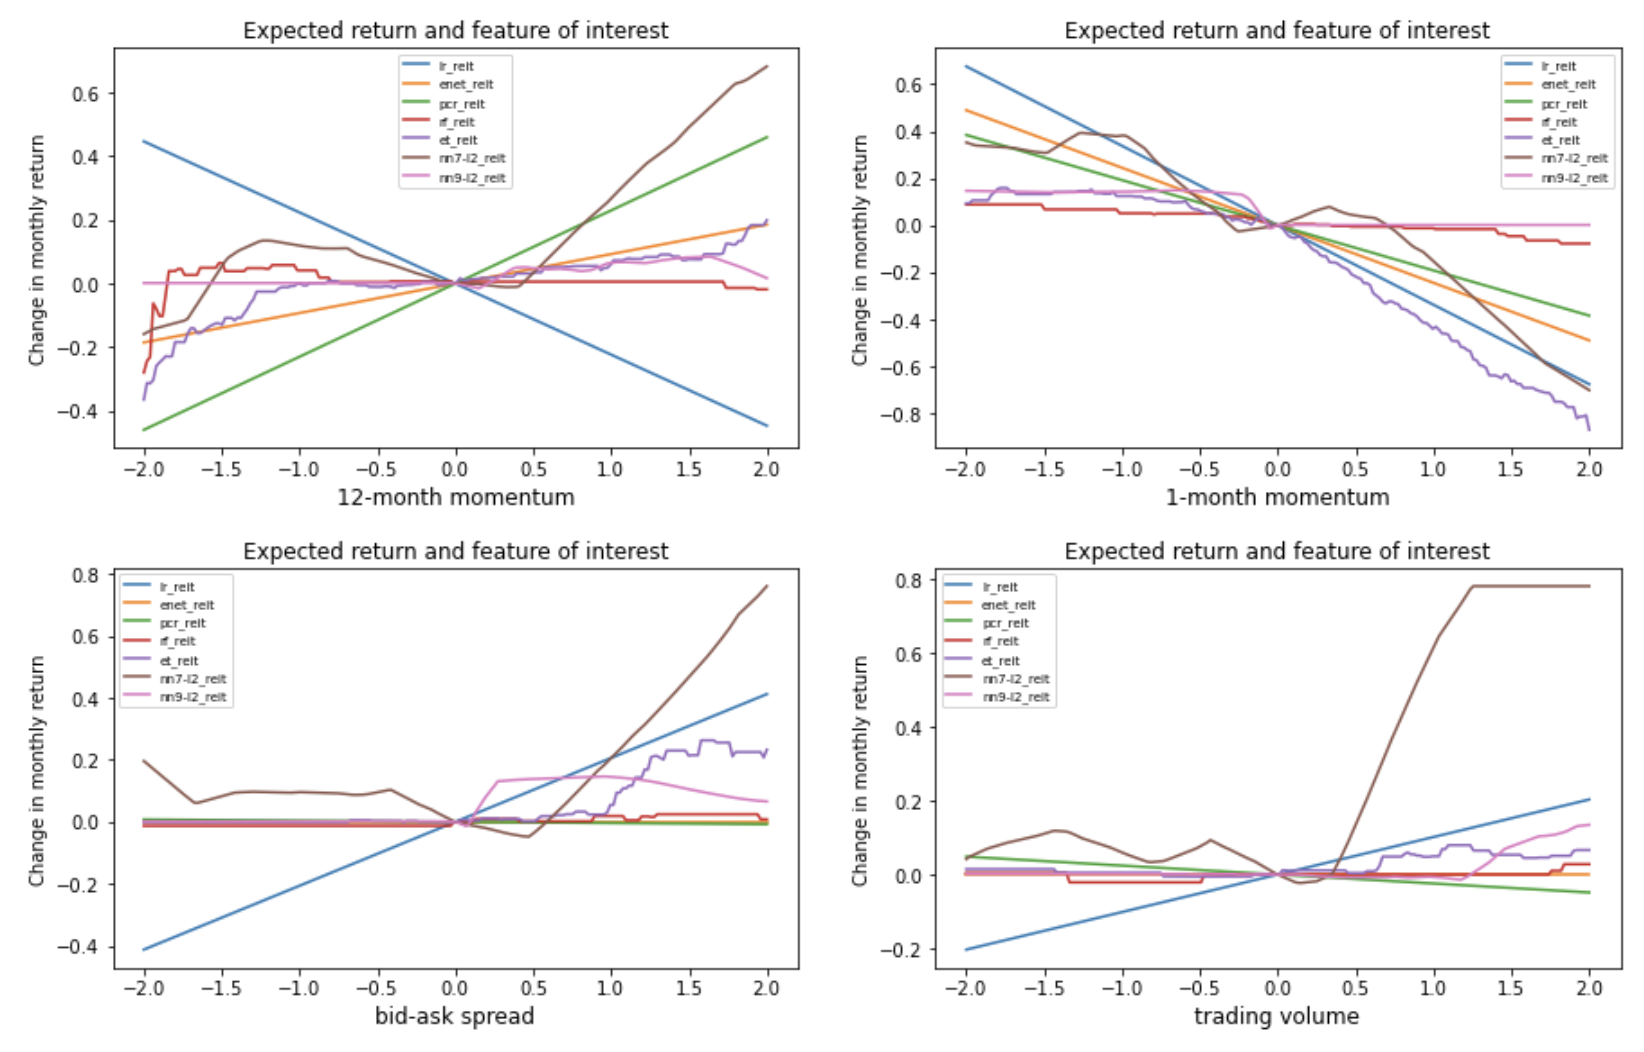 Expected return and feature of interest
lr_reit
enet_reit
pcr_reit
rf_reit
et_reit
nn7-l2_reit
nn9-l2_reit
Change in monthly return
0.6
0.4
0.2
0.0
−0.2
−0.4
−2.0 −1.5 −1.0 −0.5 0.0 0.5 1.0 1.5 2.0
12-month momentum
Expected return and feature of interest
lr_reit
enet_reit
pcr_reit
rf_reit
et_reit
nn7-l2_reit
nn9-l2_reit
Change in monthly return
0.6
0.4
0.2
0.0
−0.2
−0.4
−0.6
−0.8
−2.0 −1.5 −1.0 −0.5 0.0 0.5 1.0 1.5 2.0
1-month momentum
Expected return and feature of interest
lr_reit
enet_reit
pcr_reit
rf_reit
et_reit
nn7-l2_reit
nn9-l2_reit
Change in monthly return
0.8
0.6
0.4
0.2
0.0
−0.2
−0.4
−2.0 −1.5 −1.0 −0.5 0.0 0.5 1.0 1.5 2.0
bid-ask spread
Expected return and feature of interest
lr_reit
enet_reit
pcr_reit
rf_reit
et_reit
nn7-l2_reit
nn9-l2_reit
Change in monthly return
0.8
0.6
0.4
0.2
0.0
−0.2
−2.0 −1.5 −1.0 −0.5 0.0 0.5 1.0 1.5 2.0
trading volume